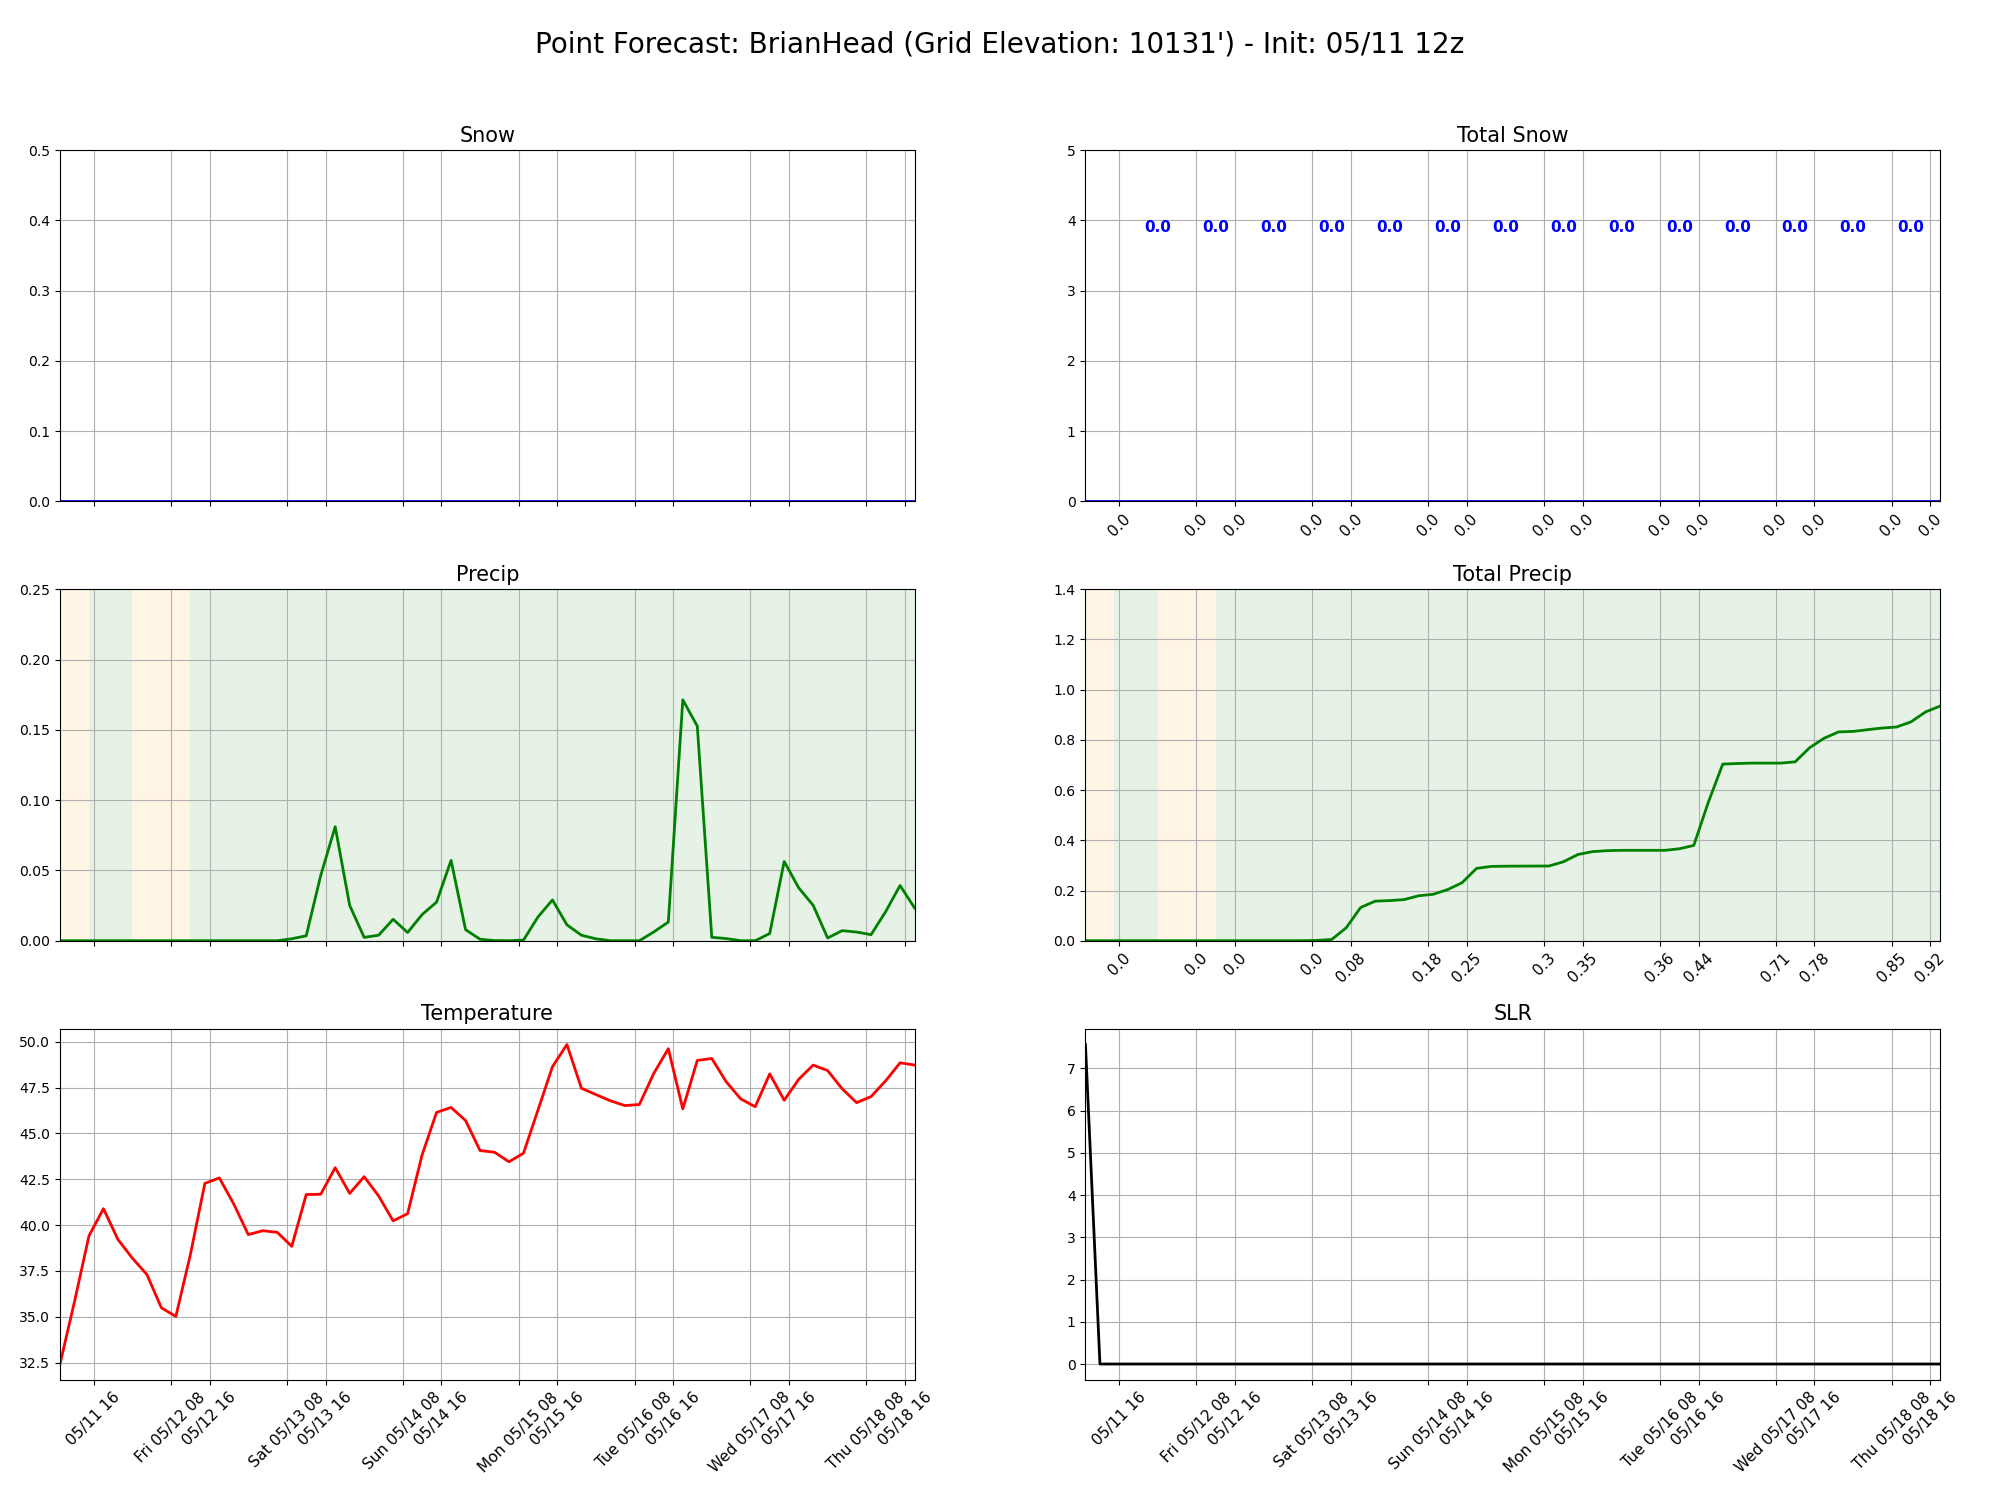 Point Forecast: BrianHead (Grid Elevation: 10131') - Init: 05/11 12z
Snow
0.5
0.4
0.3
0.2
0.1
0.0
Total Snow
5
4
3
2
1
0
0.0 0.0 0.0 0.0 0.0 0.0 0.0 0.0 0.0 0.0 0.0 0.0 0.0 0.0
0.0 0.0 0.0 0.0 0.0 0.0 0.0 0.0 0.0 0.0 0.0 0.0 0.0 0.0 0.0
Precip
0.25
0.20
0.15
0.10
0.05
0.00
Total Precip
1.4
1.2
1.0
0.8
0.6
0.4
0.2
0.0
0.0 0.0 0.0 0.0 0.08 0.18 0.25 0.3 0.35 0.36 0.44 0.71 0.78 0.85 0.92
Temperature
50.0
47.5
45.0
42.5
40.0
37.5
35.0
32.5
05/11 16
Fri 05/12 08
05/12 16
Sat 05/13 08
05/13 16
Sun 05/14 08
05/14 16
Mon 05/15 08
05/15 16
Tue 05/16 08
05/16 16
Wed 05/17 08
05/17 16
Thu 05/18 08
05/18 16
SLR
7
6
5
4
3
2
1
0
05/11 16
Fri 05/12 08
05/12 16
Sat 05/13 08
05/13 16
Sun 05/14 08
05/14 16
Mon 05/15 08
05/15 16
Tue 05/16 08
05/16 16
Wed 05/17 08
05/17 16
Thu 05/18 08
05/18 16